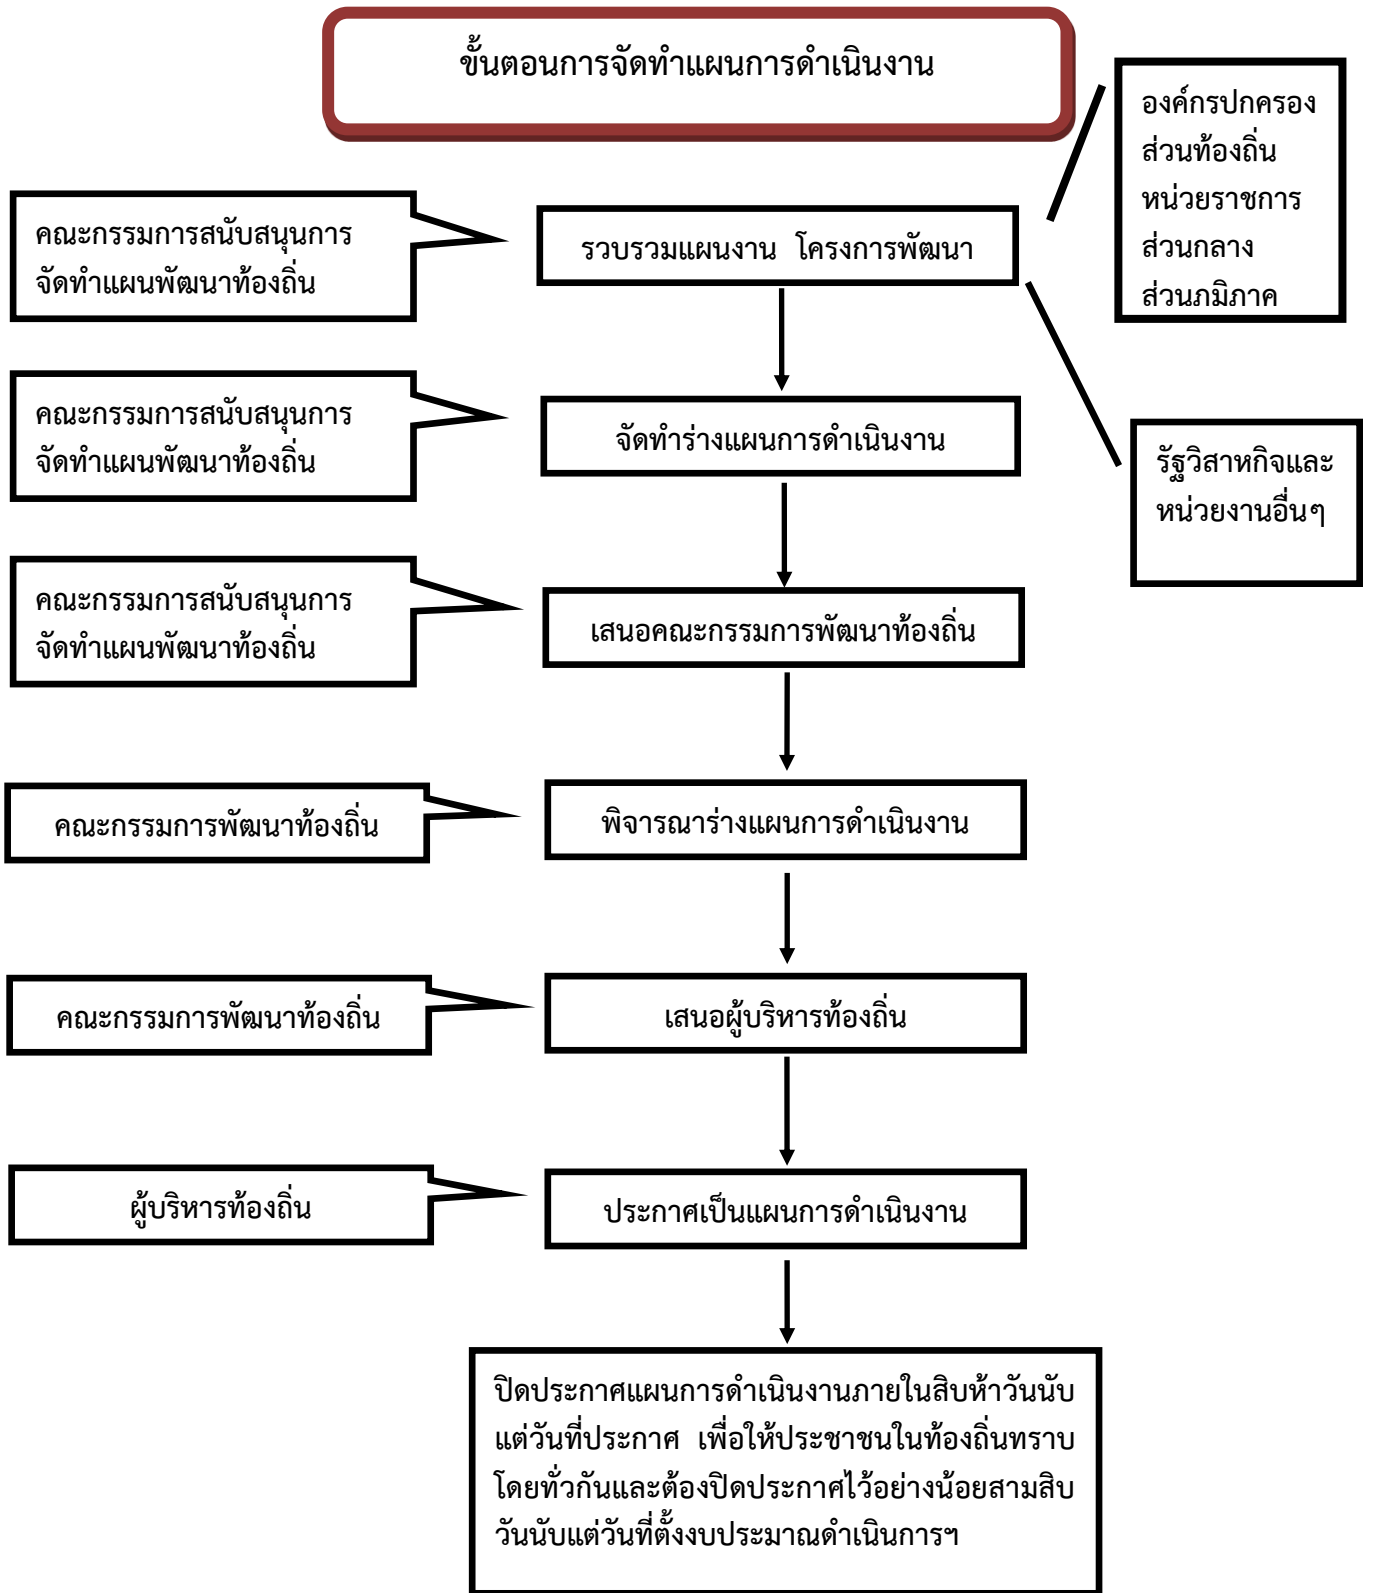 ขั้นตอนการจัดทำแผนการดำเนินงาน
องค์กรปกครอง
ส่วนท้องถิ่น
หน่วยราชการ
ส่วนกลาง
ส่วนภมิภาค
คณะกรรมการสนับสนุนการ
จัดทำแผนพัฒนาท้องถิ่น
รวบรวมแผนงาน โครงการพัฒนา
คณะกรรมการสนับสนุนการ
จัดทำแผนพัฒนาท้องถิ่น
จัดทำร่างแผนการดำเนินงาน
รัฐวิสาหกิจและ
หน่วยงานอื่นๆ
คณะกรรมการสนับสนุนการ
จัดทำแผนพัฒนาท้องถิ่น
เสนอคณะกรรมการพัฒนาท้องถิ่น
คณะกรรมการพัฒนาท้องถิ่น
พิจารณาร่างแผนการดำเนินงาน
คณะกรรมการพัฒนาท้องถิ่น
เสนอผู้บริหารท้องถิ่น
ผู้บริหารท้องถิ่น
ประกาศเป็นแผนการดำเนินงาน
ปิดประกาศแผนการดำเนินงานภายในสิบห้าวันนับ
แต่วันที่ประกาศ เพื่อให้ประชาชนในท้องถิ่นทราบ
โดยทั่วกันและต้องปิดประกาศไว้อย่างน้อยสามสิบ
วันนับแต่วันที่ตั้งงบประมาณดำเนินการฯ